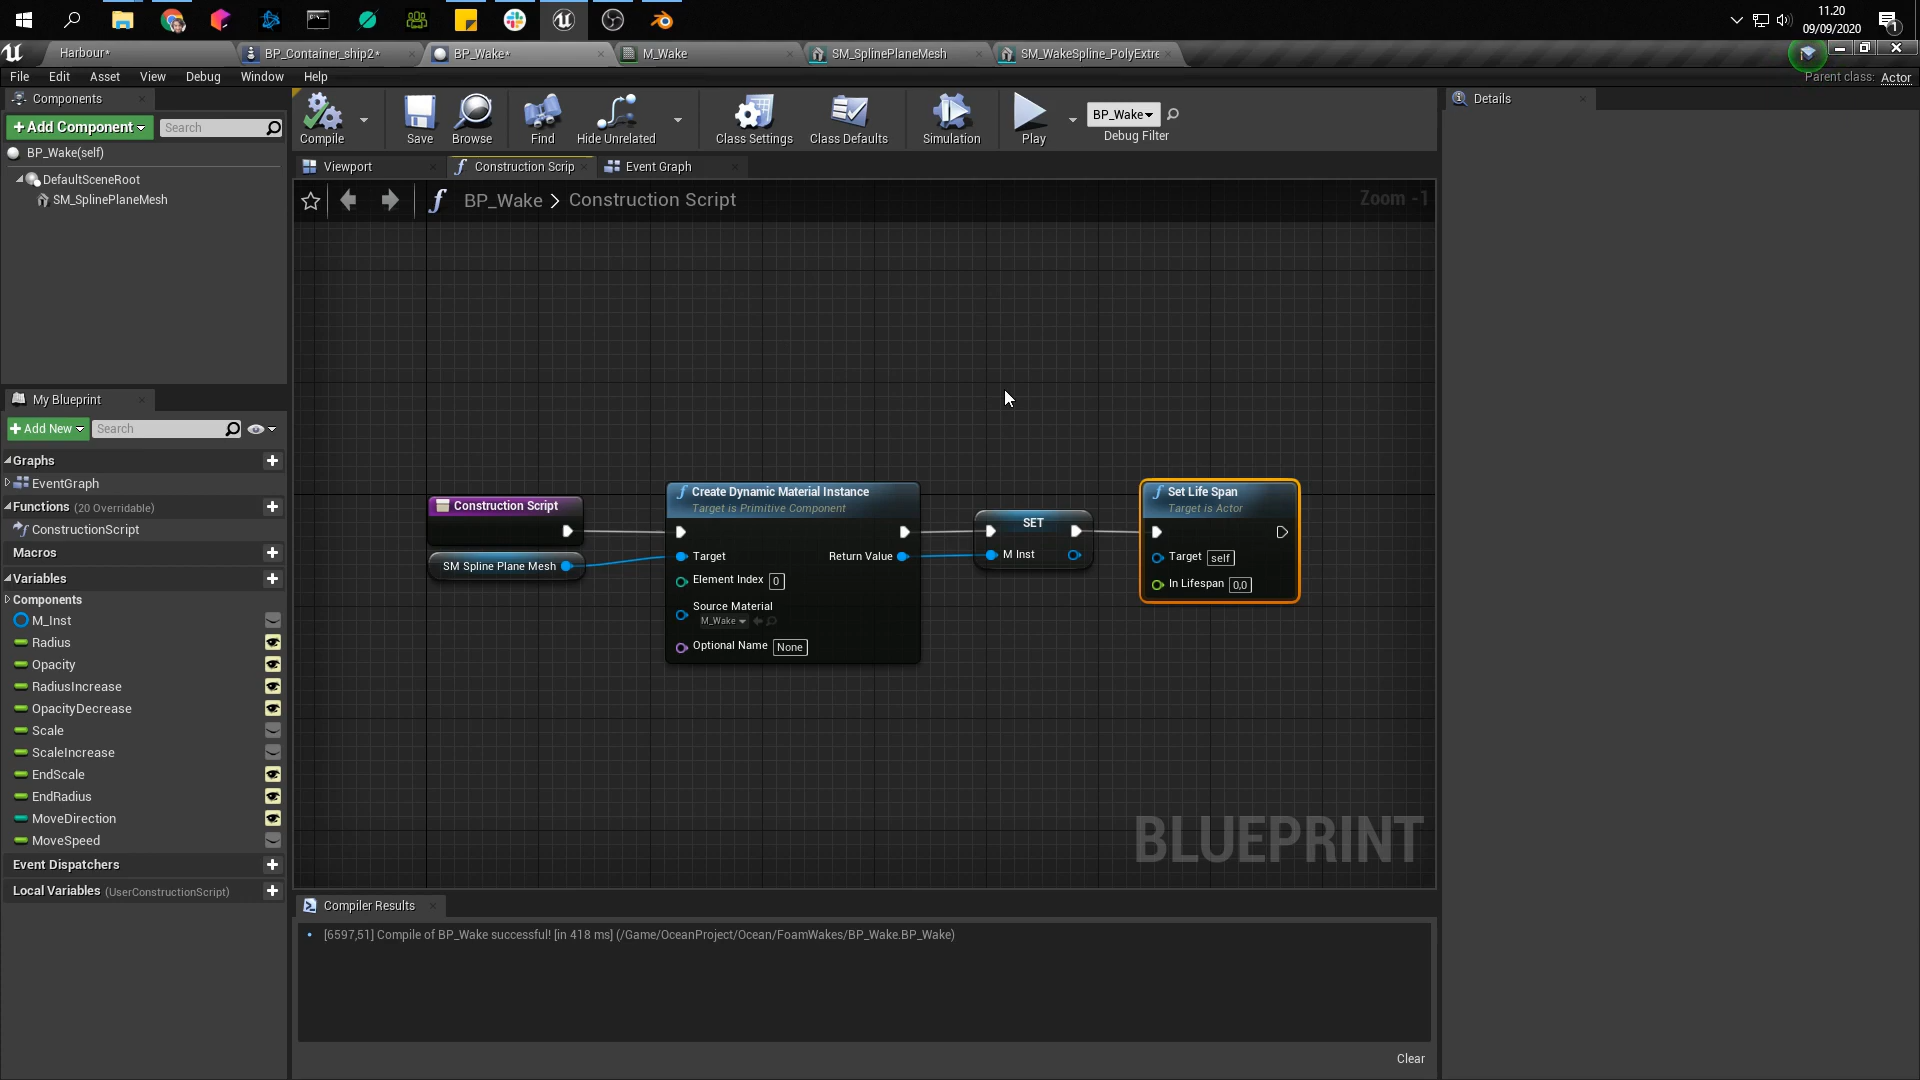 11.20
09/09/2020
1
Harbour*
BP_Container_ship2*
BP_Wake*
M_Wake
SM_SplinePlaneMesh
SM_WakeSpline_PolyExtre
File Edit Asset View Debug Window Help
Parent class: Actor
Components
Details
+Add Component
Search
BP_Wake(self)
DefaultSceneRoot
SM_SplinePlaneMesh
Compile
Save
Browse
Find
Hide Unrelated
Class Settings
Class Defaults
Simulation
Play
BP_Wake
Debug Filter
Viewport
Construction Scrip
Event Graph
BP_Wake > Construction Script
Zoom -1
My Blueprint
+Add New
Search
Graphs
EventGraph
Functions (20 Overridable)
ConstructionScript
Macros
Variables
Components
M_Inst
Radius
Opacity
RadiusIncrease
OpacityDecrease
Scale
ScaleIncrease
EndScale
EndRadius
MoveDirection
MoveSpeed
Event Dispatchers
Local Variables (UserConstructionScript)
Construction Script
SM Spline Plane Mesh
Create Dynamic Material Instance
Target is Primitive Component
Target
Return Value
Element Index 0
Source Material
M_Wake
Optional Name None
SET
M Inst
Set Life Span
Target is Actor
Target self
In Lifespan 0,0
BLUEPRINT
Compiler Results
[6597,51] Compile of BP_Wake successful! [in 418 ms] (/Game/OceanProject/Ocean/FoamWakes/BP_Wake.BP_Wake)
Clear